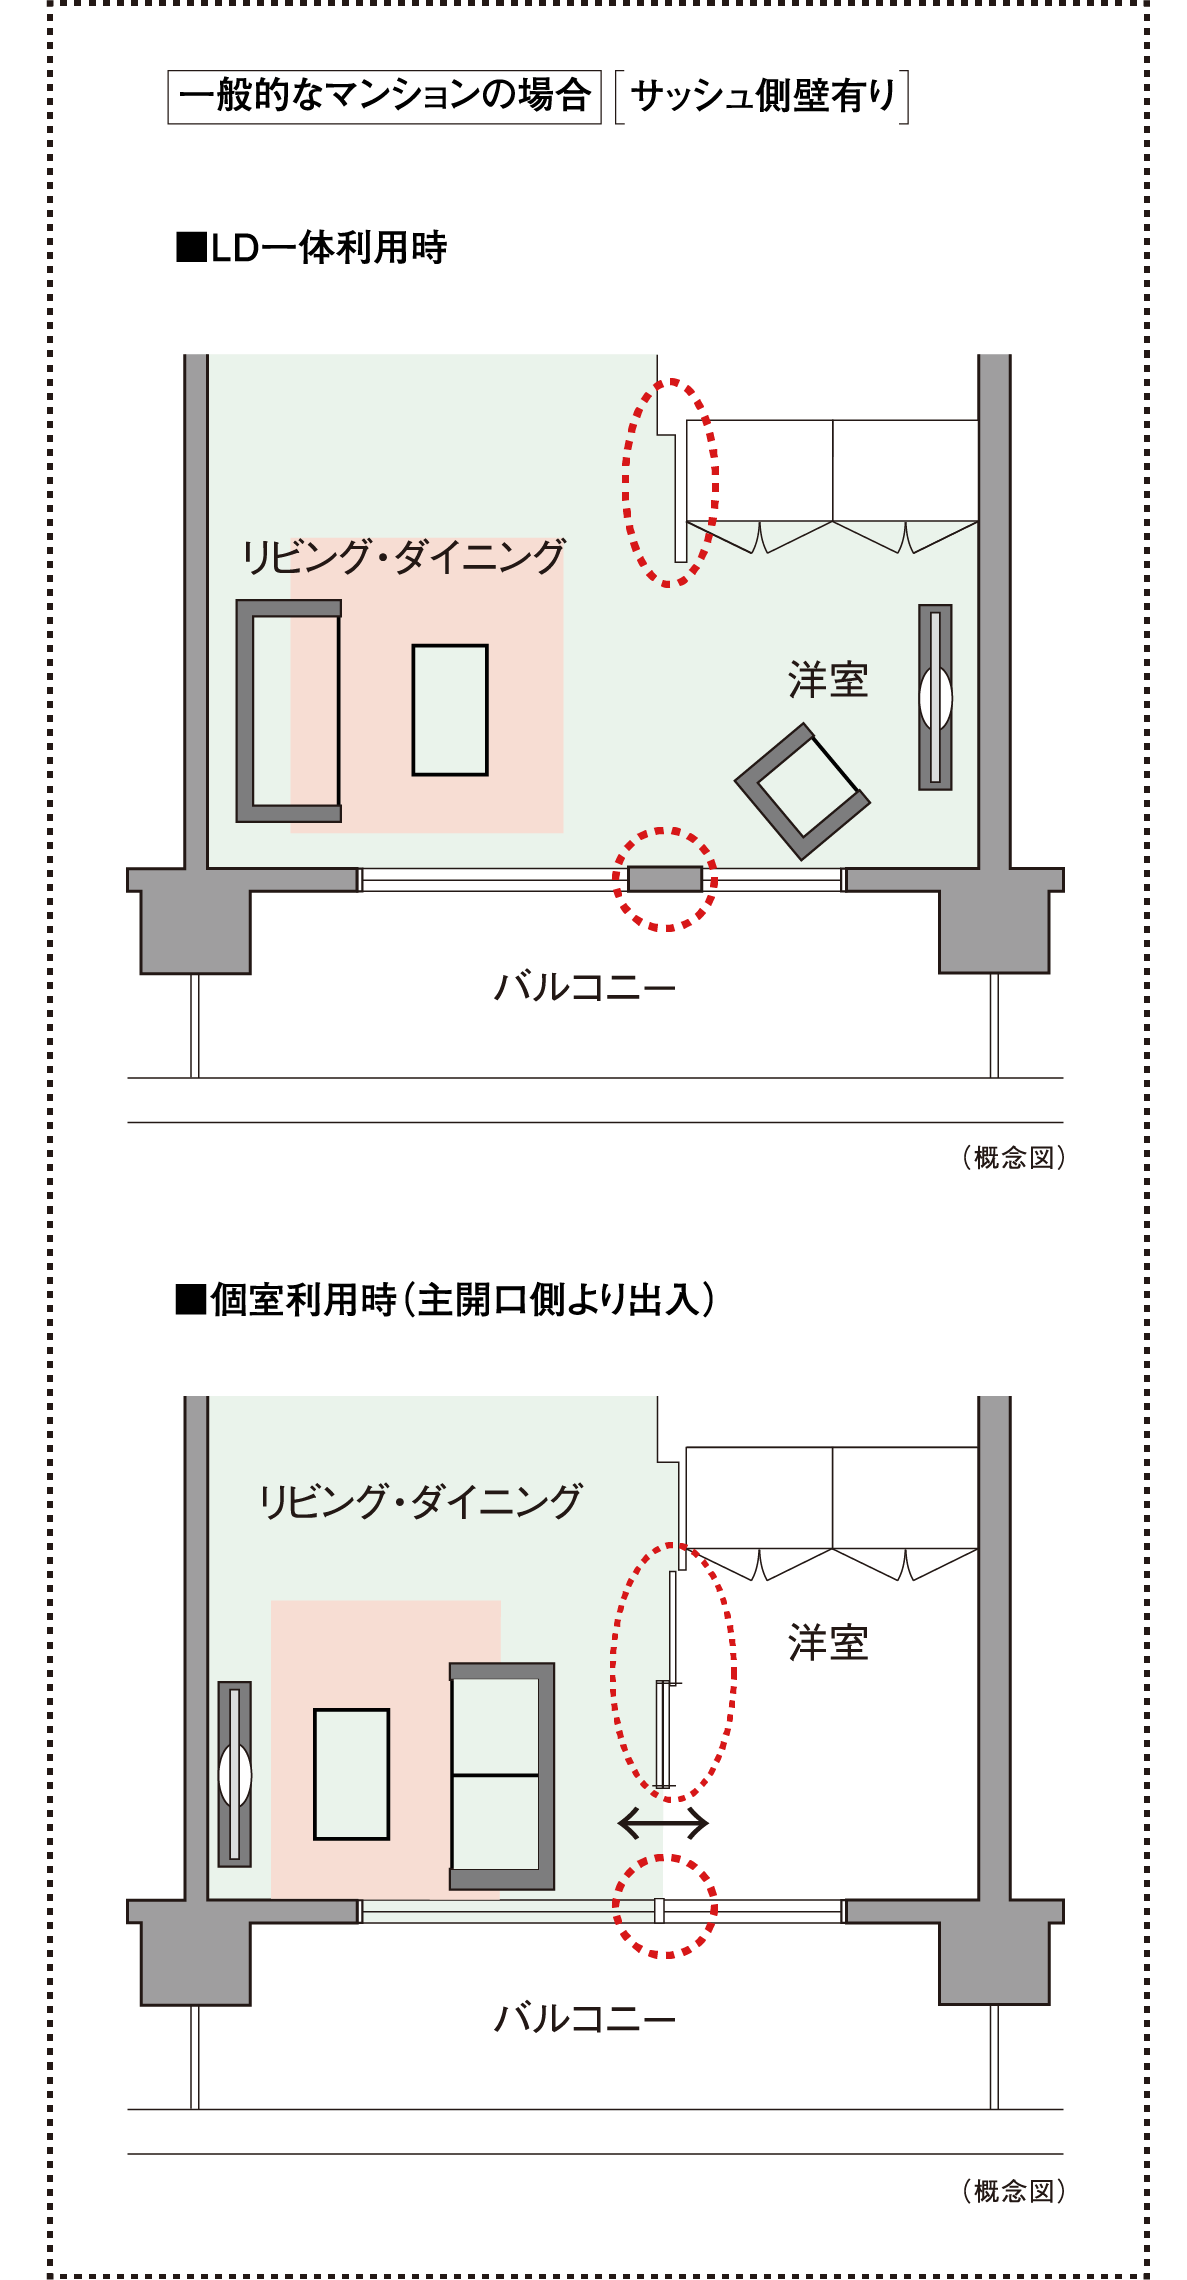 一般的なマンションの場合 サッシュ側壁有り
■LD一体利用時
リビング・ダイニング
洋室
バルコニー
（概念図）
■個室利用時（主開口側より出入）
リビング・ダイニング
洋室
バルコニー
（概念図）